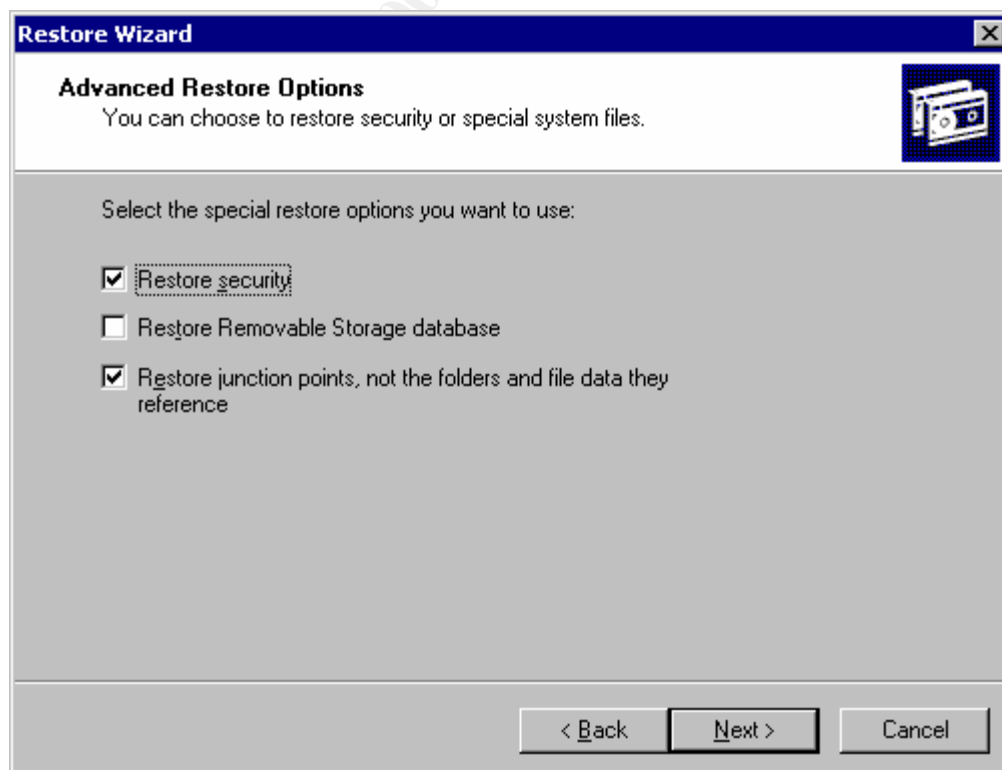 Restore Wizard
Advanced Restore Options
You can choose to restore security or special system files.
Select the special restore options you want to use:
Restore security
Restore Removable Storage database
Restore junction points, not the folders and file data they
reference
< Back
Next >
Cancel